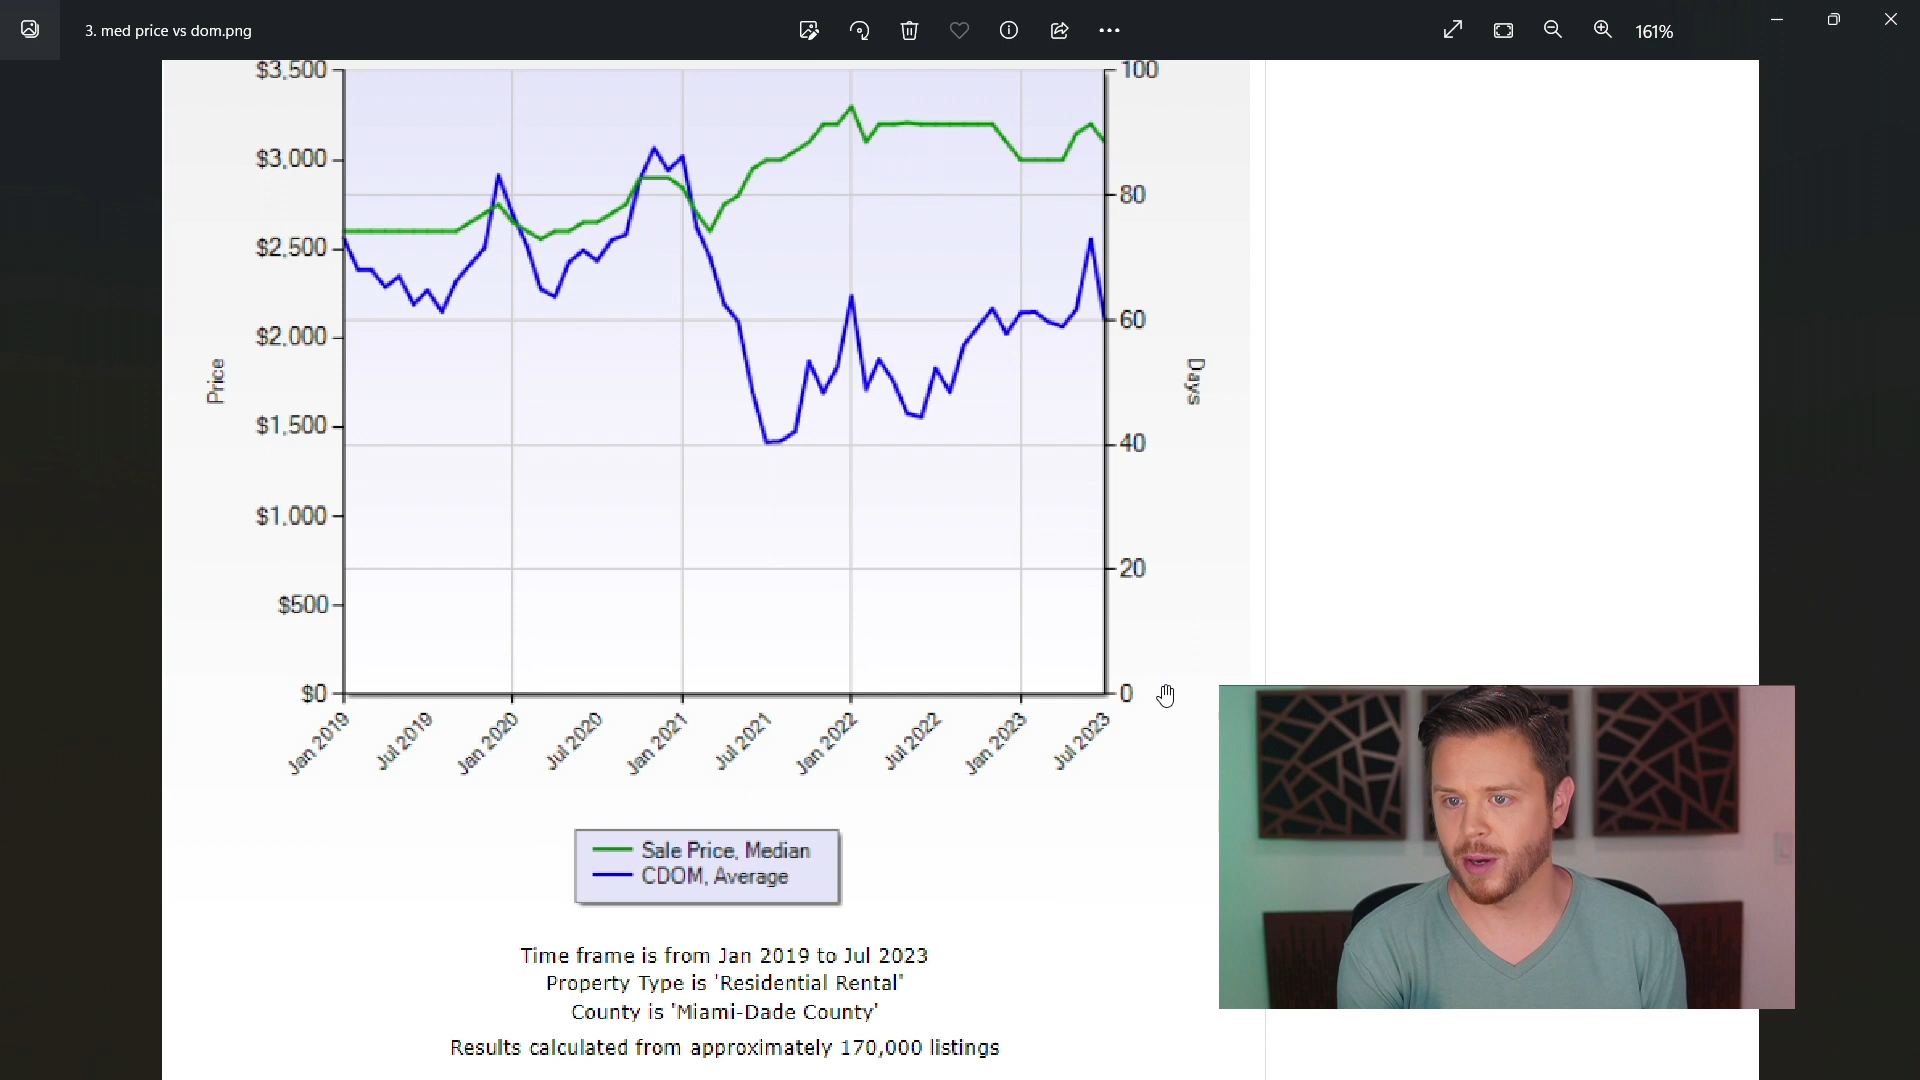 3. med price vs dom.png
161%
$3,500
$3,000
$2,500
$2,000
$1,500
$1,000
$500
$0
Price
100
80
60
40
20
0
Days
Jan 2019
Jul 2019
Jan 2020
Jul 2020
Jan 2021
Jul 2021
Jan 2022
Jul 2022
Jan 2023
Jul 2023
Sale Price, Median
CDOM, Average
Time frame is from Jan 2019 to Jul 2023
Property Type is 'Residential Rental'
County is 'Miami-Dade County'
Results calculated from approximately 170,000 listings